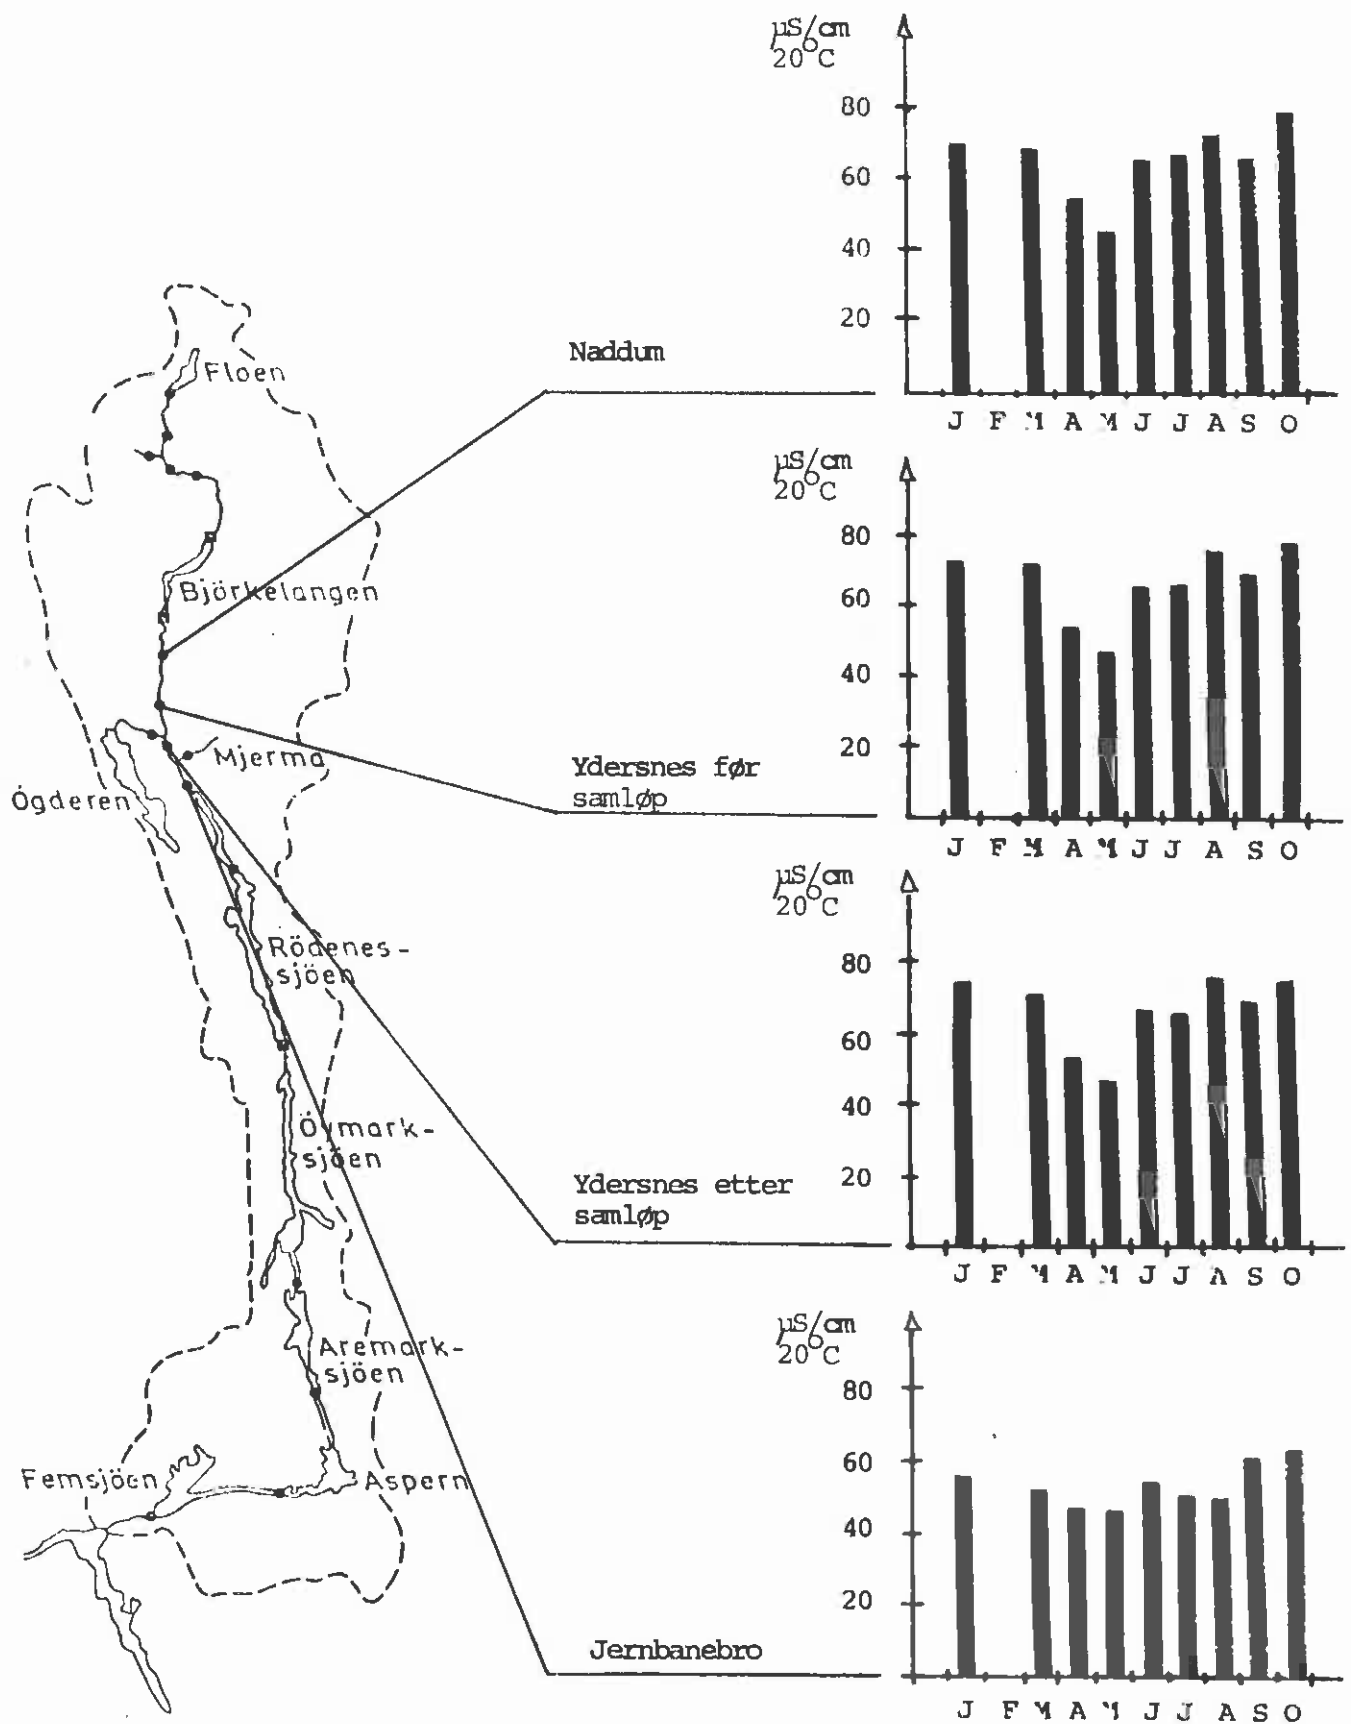 µS/cm
20°C
80
60
40
20
J F M A M J J A S O
Naddum
µS/cm
20°C
80
60
40
20
J F M A M J J A S O
Ydersnes før
samløp
µS/cm
20°C
80
60
40
20
J F M A M J J A S O
Ydersnes etter
samløp
µS/cm
20°C
80
60
40
20
J F M A M J J A S O
Jernbanebro
Floen
Björkelangen
Mjerma
Ögderen
Rödenes-
sjöen
Öymark-
sjöen
Aremark-
sjöen
Femsjöen
Aspern